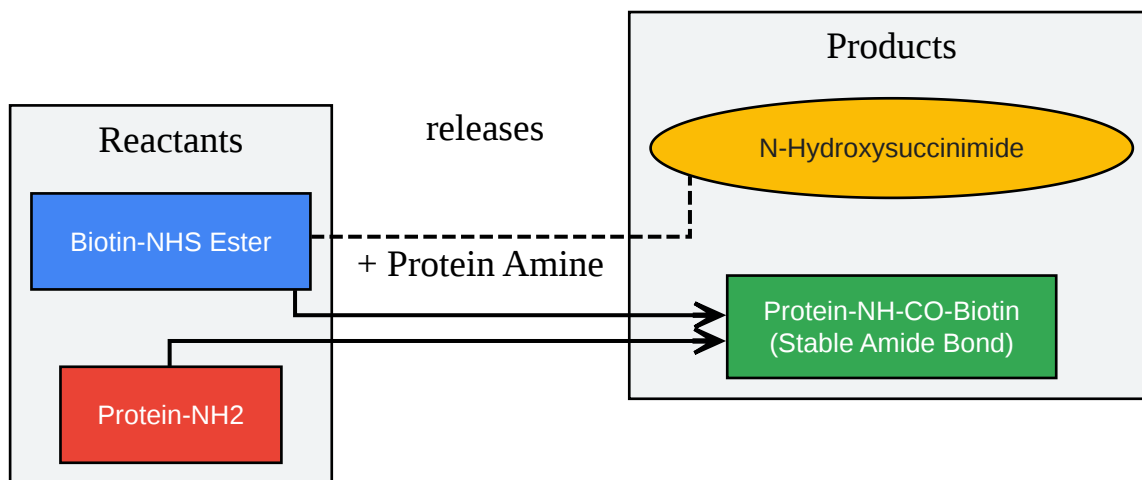 Reactants
Biotin-NHS Ester
Protein-NH2
releases
+ Protein Amine
Products
N-Hydroxysuccinimide
Protein-NH-CO-Biotin
(Stable Amide Bond)